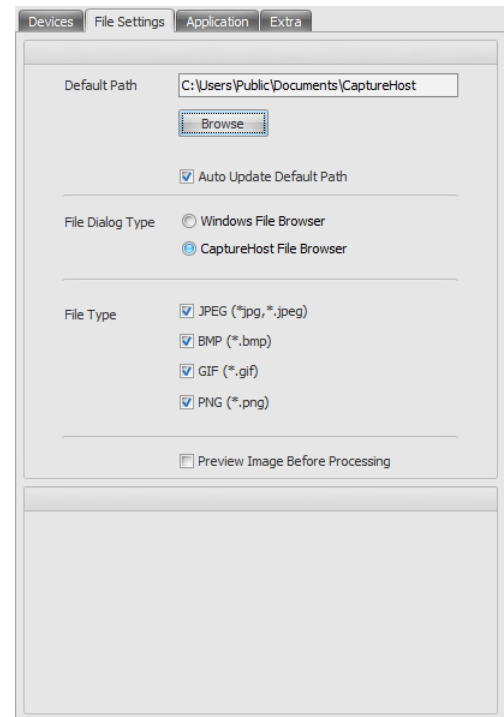 Devices File Settings Application Extra
Default Path C:\Users\Public\Documents\CaptureHost
Browse
Auto Update Default Path
File Dialog Type Windows File Browser
CaptureHost File Browser
File Type JPEG (*jpg,*.jpeg)
BMP (*.bmp)
GIF (*.gif)
PNG (*.png)
Preview Image Before Processing